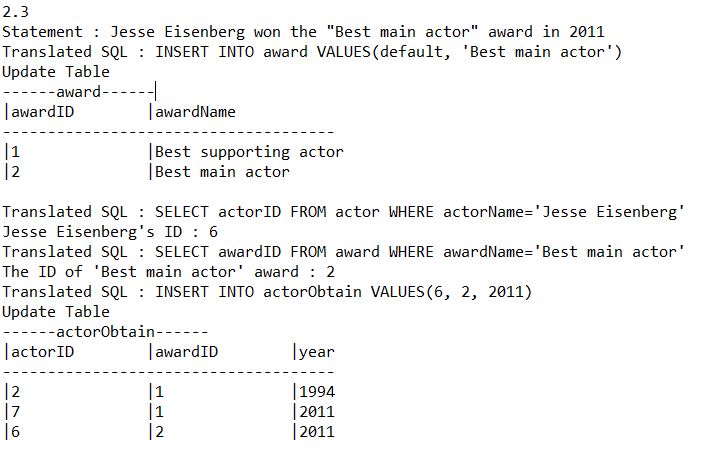 2.3
Statement : Jesse Eisenberg won the "Best main actor" award in 2011
Translated SQL : INSERT INTO award VALUES(default, 'Best main actor')
Update Table
------award------
|awardID        |awardName
-------------------------------------
|1              |Best supporting actor
|2              |Best main actor
Translated SQL : SELECT actorID FROM actor WHERE actorName='Jesse Eisenberg'
Jesse Eisenberg's ID : 6
Translated SQL : SELECT awardID FROM award WHERE awardName='Best main actor'
The ID of 'Best main actor' award : 2
Translated SQL : INSERT INTO actorObtain VALUES(6, 2, 2011)
Update Table
------actorObtain------
|actorID        |awardID        |year
-------------------------------------
|2              |1              |1994
|7              |1              |2011
|6              |2              |2011